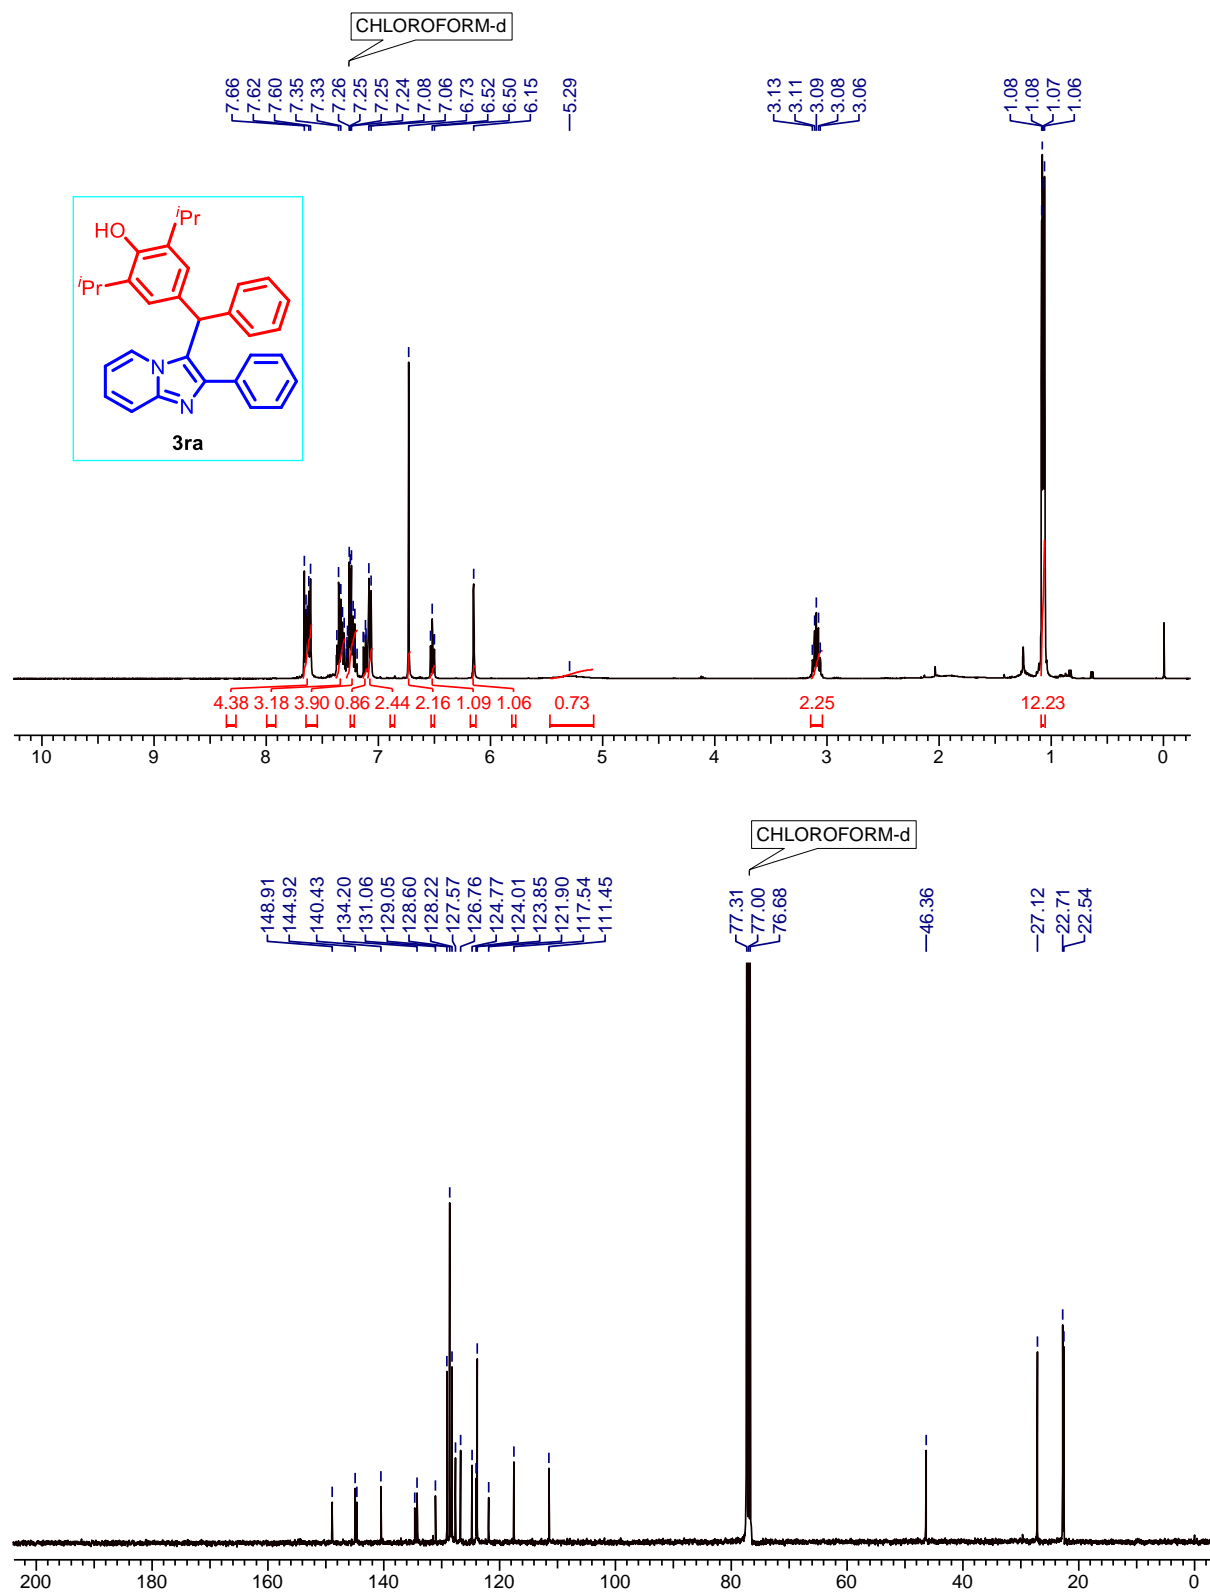 CHLOROFORM-d
7.66 7.62 7.60 7.35 7.33 7.26 7.25 7.25 7.24 7.08 7.06 6.73 6.52 6.50 6.15 5.29 3.13 3.11 3.09 3.08 3.06 1.08 1.08 1.07 1.06
iPr
HO
iPr
N
N
3ra
4.38 3.18 3.90 0.86 2.44 2.16 1.09 1.06 0.73 2.25 12.23
10 9 8 7 6 5 4 3 2 1 0
CHLOROFORM-d
148.91 144.92 140.43 134.20 131.06 129.05 128.60 128.22 127.57 126.76 124.77 124.01 123.85 121.90 117.54 111.45 77.31 77.00 76.68 46.36 27.12 22.71 22.54
200 180 160 140 120 100 80 60 40 20 0